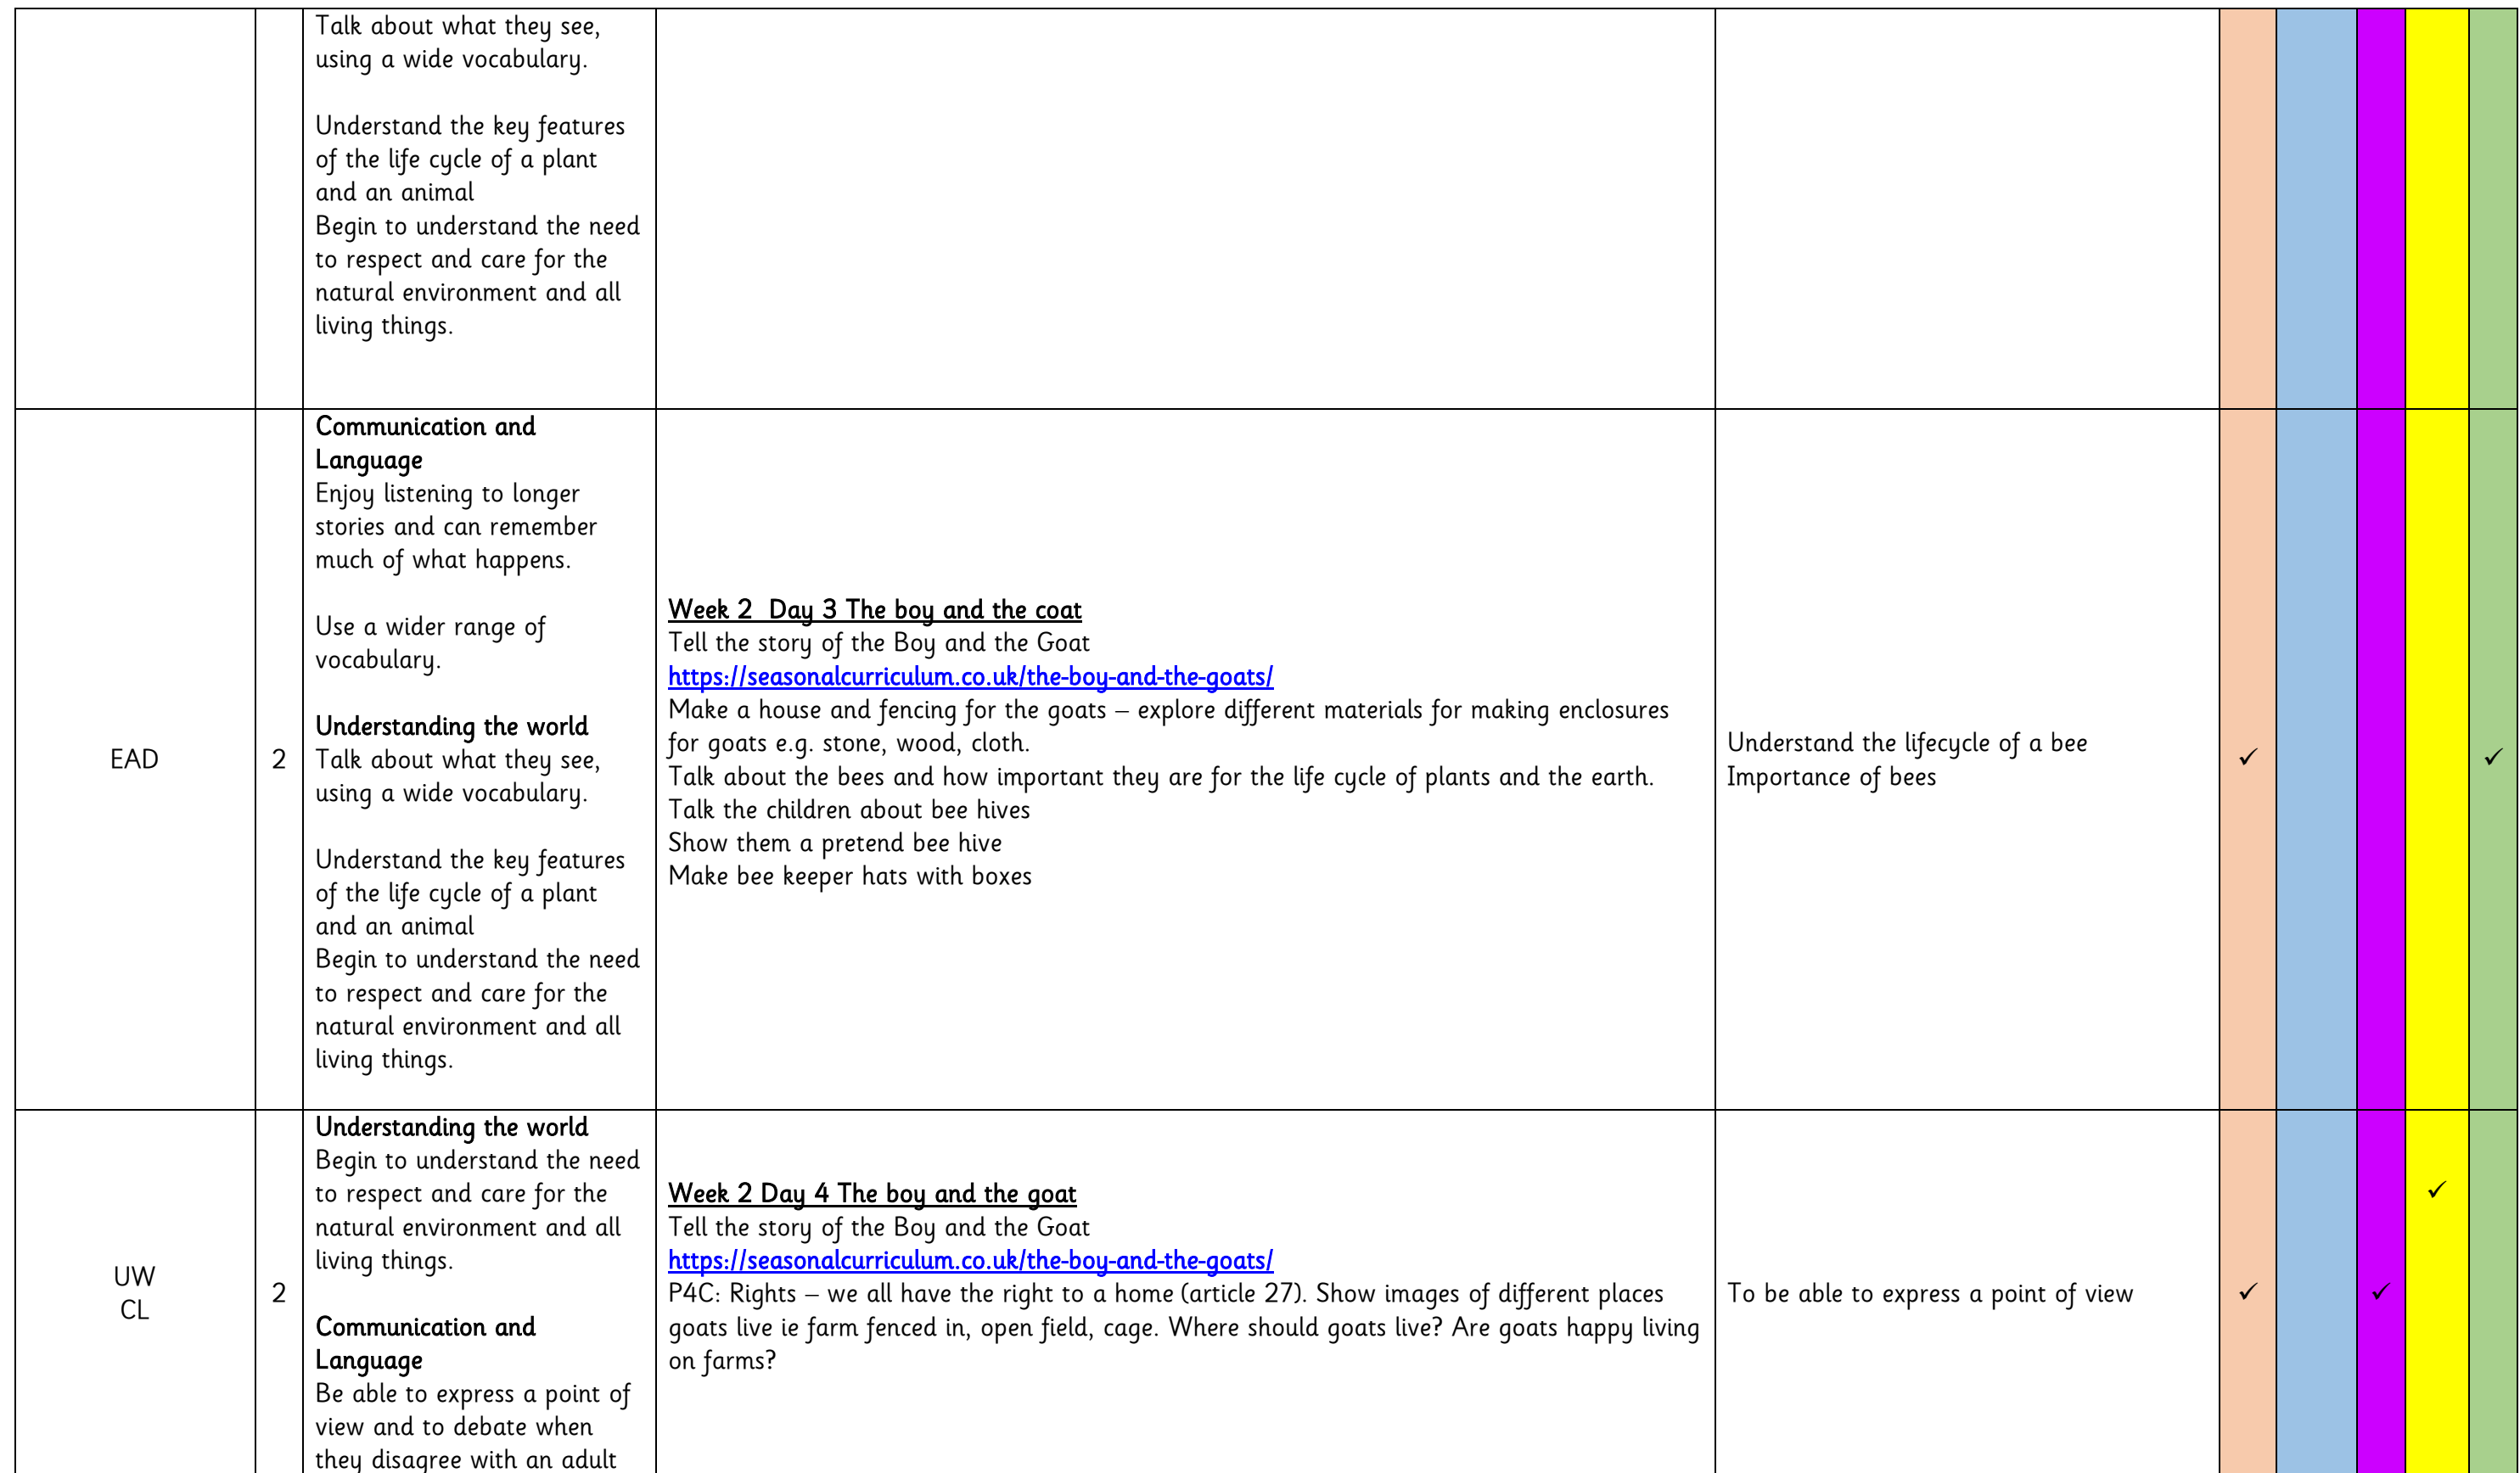 Talk about what they see,
using a wide vocabulary.
Understand the key features
of the life cycle of a plant
and an animal
Begin to understand the need
to respect and care for the
natural environment and all
living things.
EAD
2
Communication and
Language
Enjoy listening to longer
stories and can remember
much of what happens.
Use a wider range of
vocabulary.
Understanding the world
Talk about what they see,
using a wide vocabulary.
Understand the key features
of the life cycle of a plant
and an animal
Begin to understand the need
to respect and care for the
natural environment and all
living things.
Week 2  Day 3 The boy and the coat
Tell the story of the Boy and the Goat
https://seasonalcurriculum.co.uk/the-boy-and-the-goats/
Make a house and fencing for the goats – explore different materials for making enclosures
for goats e.g. stone, wood, cloth.
Talk about the bees and how important they are for the life cycle of plants and the earth.
Talk the children about bee hives
Show them a pretend bee hive
Make bee keeper hats with boxes
Understand the lifecycle of a bee
Importance of bees
✓
✓
UW
CL
2
Understanding the world
Begin to understand the need
to respect and care for the
natural environment and all
living things.
Communication and
Language
Be able to express a point of
view and to debate when
they disagree with an adult
Week 2 Day 4 The boy and the goat
Tell the story of the Boy and the Goat
https://seasonalcurriculum.co.uk/the-boy-and-the-goats/
P4C: Rights – we all have the right to a home (article 27). Show images of different places
goats live ie farm fenced in, open field, cage. Where should goats live? Are goats happy living
on farms?
To be able to express a point of view
✓
✓
✓